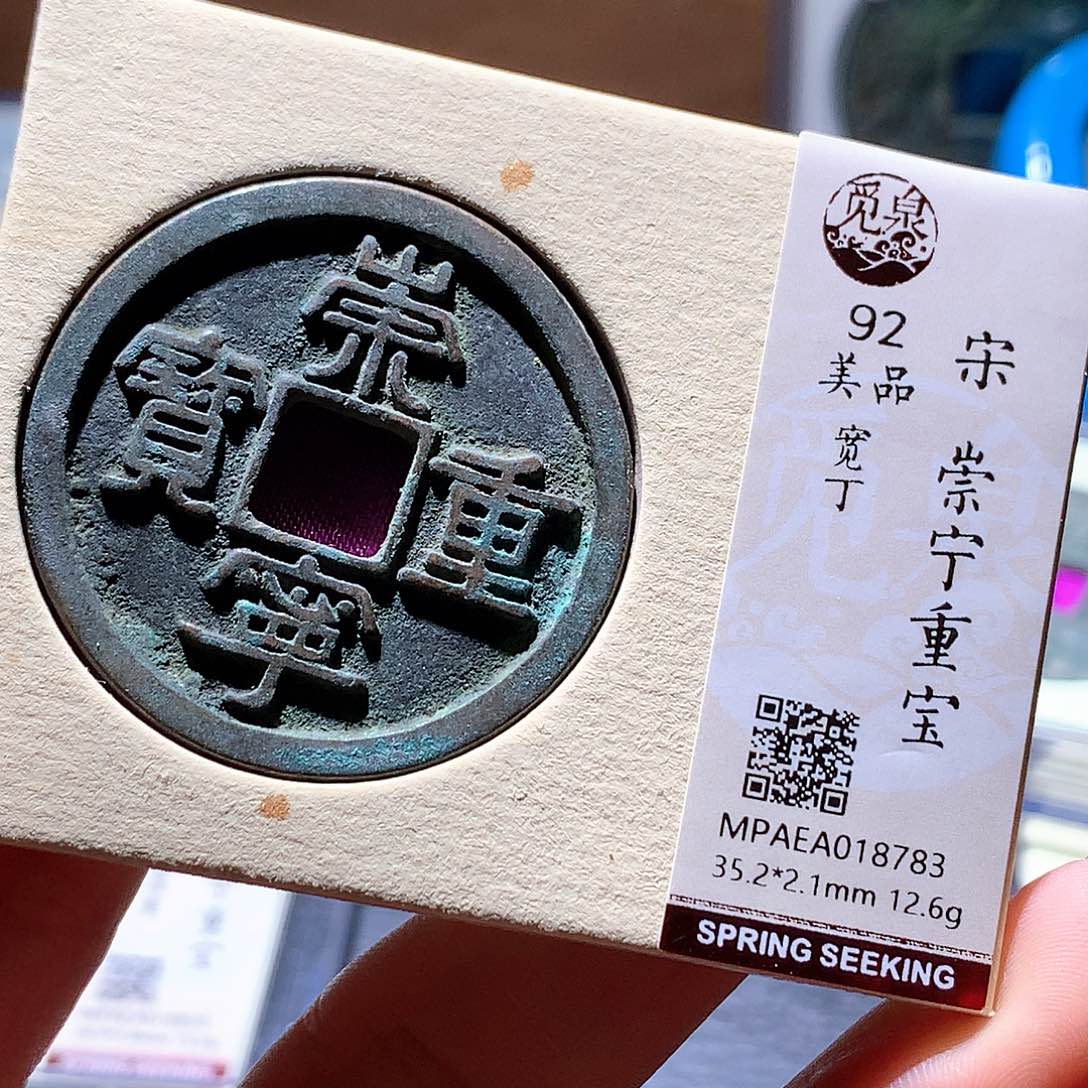 崇
寧
重
寳
觅泉
92
美品
宽丁
宋
崇宁重宝
MPAEA018783
35.2*2.1mm 12.6g
SPRING SEEKING